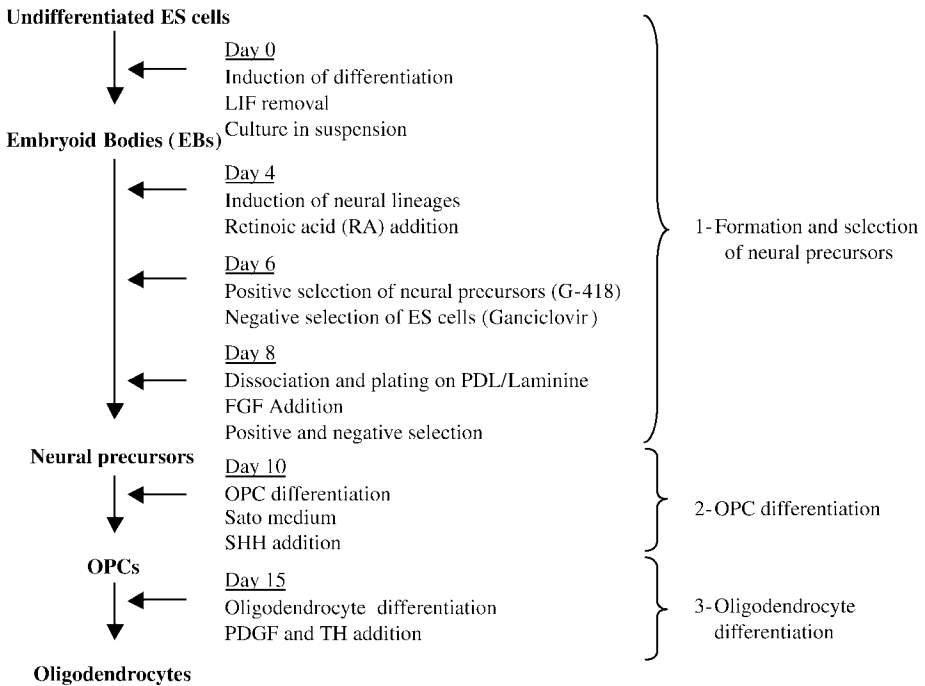 Undifferentiated ES cells
Day 0
Induction of differentiation
LIF removal
Culture in suspension
Embryoid Bodies (EBs)
Day 4
Induction of neural lineages
Retinoic acid (RA) addition
Day 6
Positive selection of neural precursors (G-418)
Negative selection of ES cells (Ganciclovir)
Day 8
Dissociation and plating on PDL/Laminine
FGF Addition
Positive and negative selection
1-Formation and selection
of neural precursors
Neural precursors
Day 10
OPC differentiation
Sato medium
SHH addition
2-OPC differentiation
OPCs
Day 15
Oligodendrocyte differentiation
PDGF and TH addition
3-Oligodendrocyte
differentiation
Oligodendrocytes